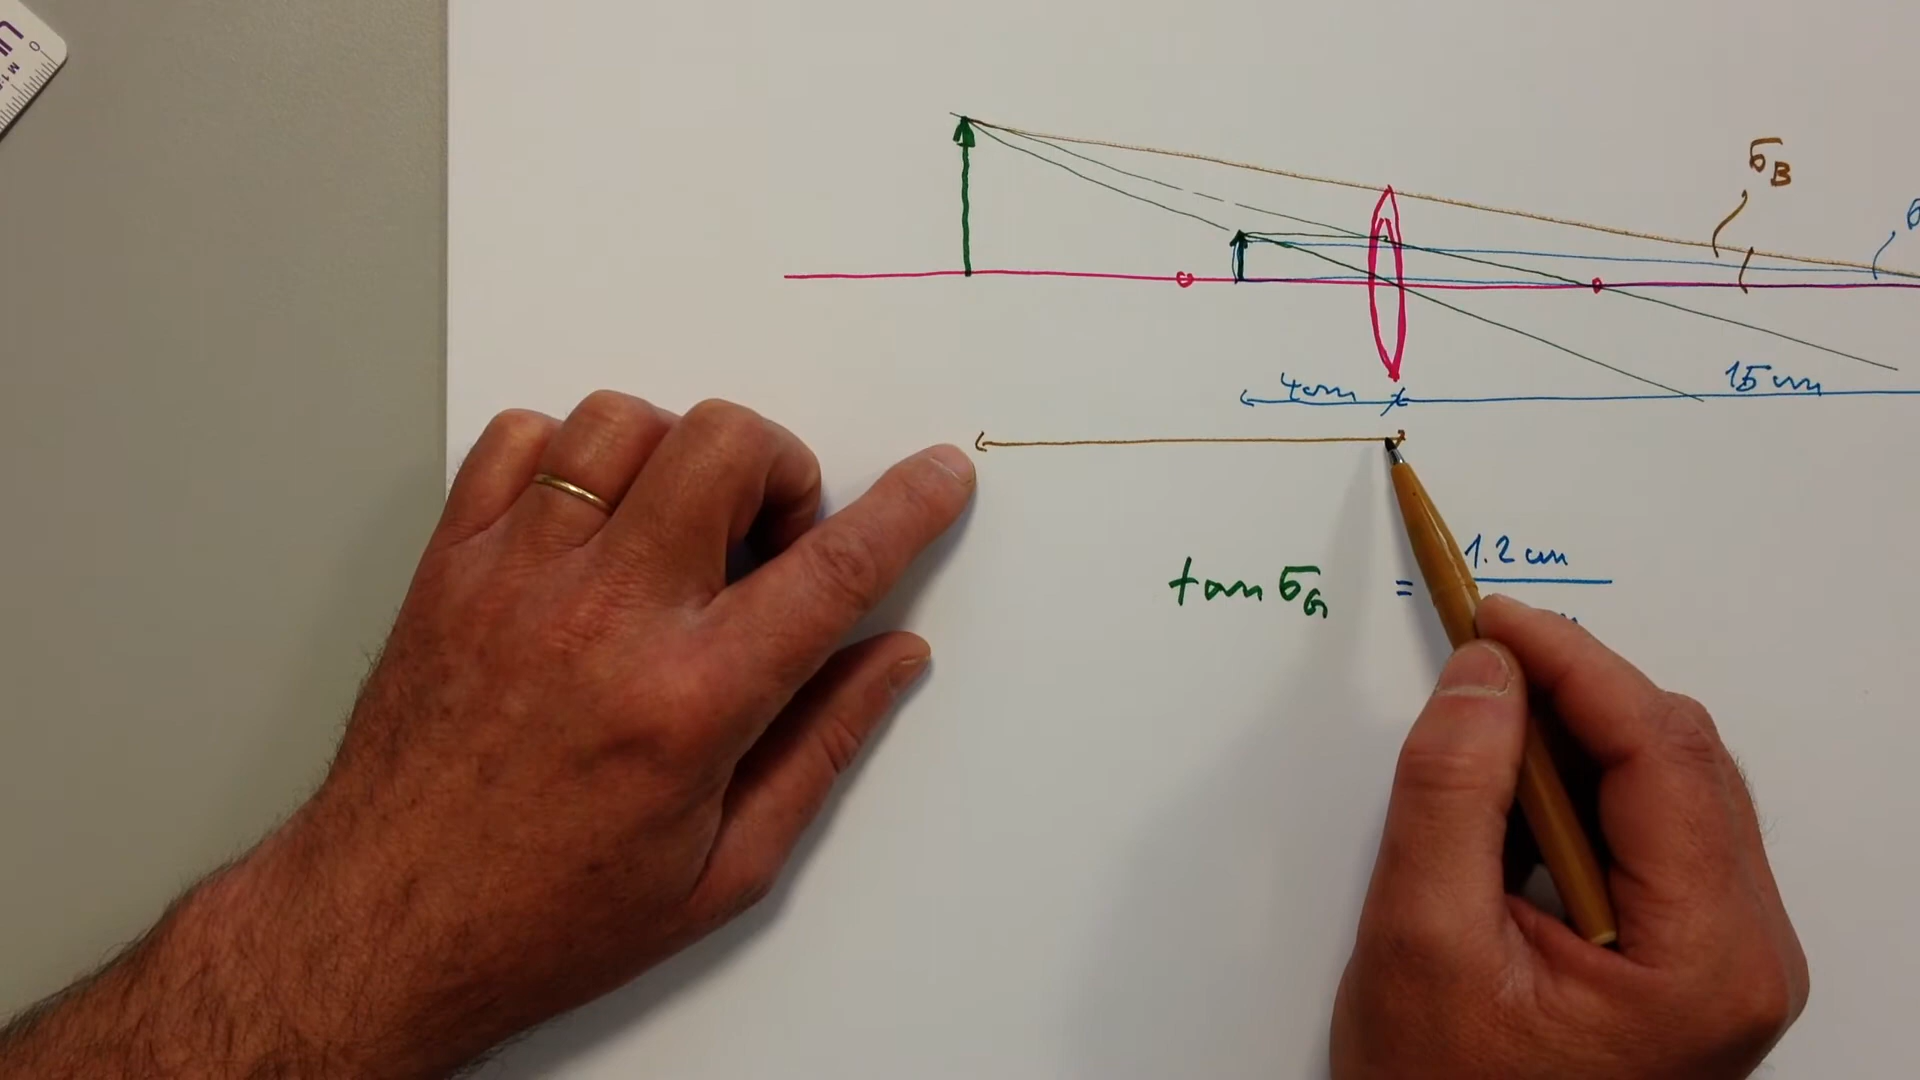 σB
4cm
15 cm
1.2 cm
tan σG =